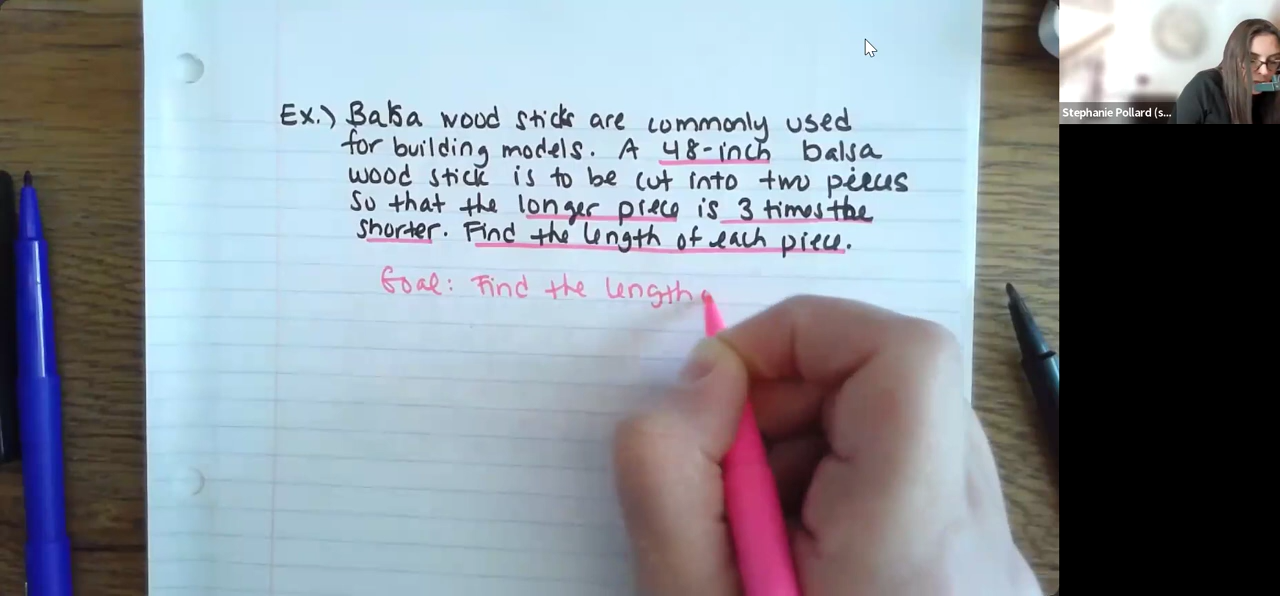 Ex.) Balsa wood sticks are commonly used
for building models. A 48-inch balsa
wood stick is to be cut into two pieces
so that the longer piece is 3 times the
shorter. Find the length of each piece.
Goal: Find the length
Stephanie Pollard (s...